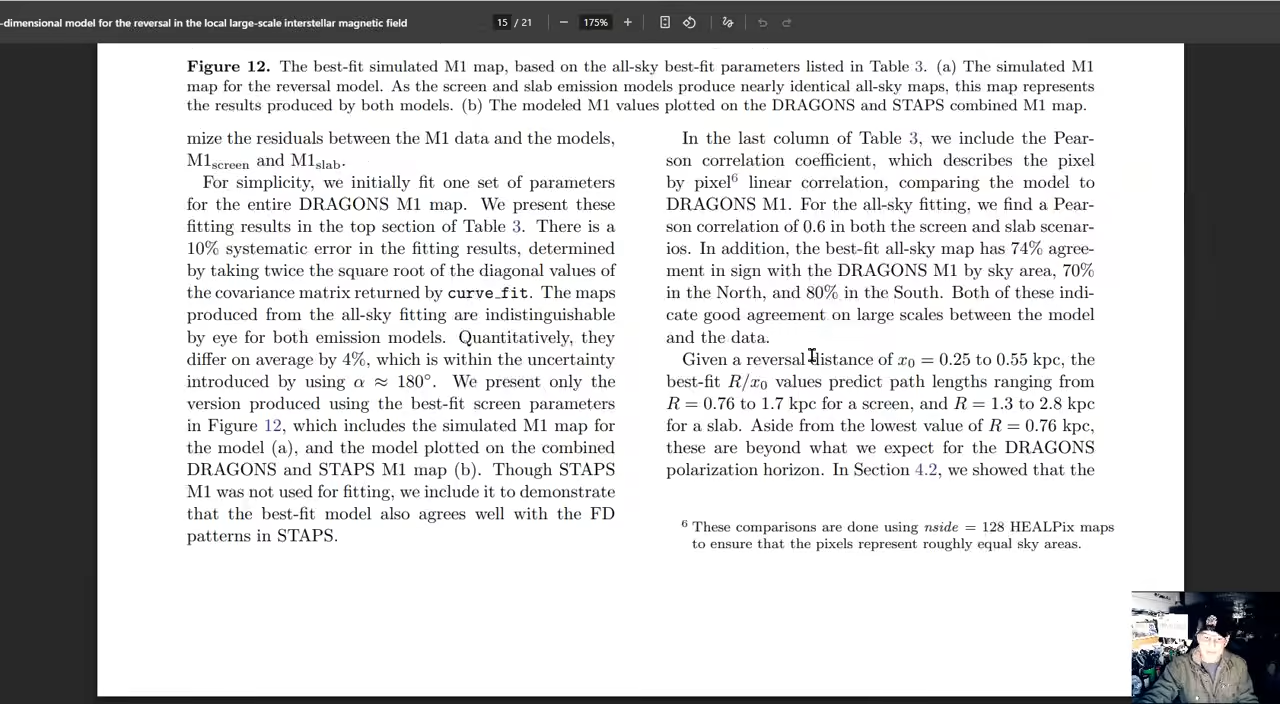 -dimensional model for the reversal in the local large-scale interstellar magnetic field
15 / 21
175%
Figure 12. The best-fit simulated M1 map, based on the all-sky best-fit parameters listed in Table 3. (a) The simulated M1
map for the reversal model. As the screen and slab emission models produce nearly identical all-sky maps, this map represents
the results produced by both models. (b) The modeled M1 values plotted on the DRAGONS and STAPS combined M1 map.
mize the residuals between the M1 data and the models,
M1screen and M1slab.
For simplicity, we initially fit one set of parameters
for the entire DRAGONS M1 map. We present these
fitting results in the top section of Table 3. There is a
10% systematic error in the fitting results, determined
by taking twice the square root of the diagonal values of
the covariance matrix returned by curve_fit. The maps
produced from the all-sky fitting are indistinguishable
by eye for both emission models. Quantitatively, they
differ on average by 4%, which is within the uncertainty
introduced by using α ≈ 180°. We present only the
version produced using the best-fit screen parameters
in Figure 12, which includes the simulated M1 map for
the model (a), and the model plotted on the combined
DRAGONS and STAPS M1 map (b). Though STAPS
M1 was not used for fitting, we include it to demonstrate
that the best-fit model also agrees well with the FD
patterns in STAPS.
In the last column of Table 3, we include the Pear-
son correlation coefficient, which describes the pixel
by pixel⁶ linear correlation, comparing the model to
DRAGONS M1. For the all-sky fitting, we find a Pear-
son correlation of 0.6 in both the screen and slab scenar-
ios. In addition, the best-fit all-sky map has 74% agree-
ment in sign with the DRAGONS M1 by sky area, 70%
in the North, and 80% in the South. Both of these indi-
cate good agreement on large scales between the model
and the data.
Given a reversal distance of x₀ = 0.25 to 0.55 kpc, the
best-fit R/x₀ values predict path lengths ranging from
R = 0.76 to 1.7 kpc for a screen, and R = 1.3 to 2.8 kpc
for a slab. Aside from the lowest value of R = 0.76 kpc,
these are beyond what we expect for the DRAGONS
polarization horizon. In Section 4.2, we showed that the
⁶ These comparisons are done using nside = 128 HEALPix maps
to ensure that the pixels represent roughly equal sky areas.